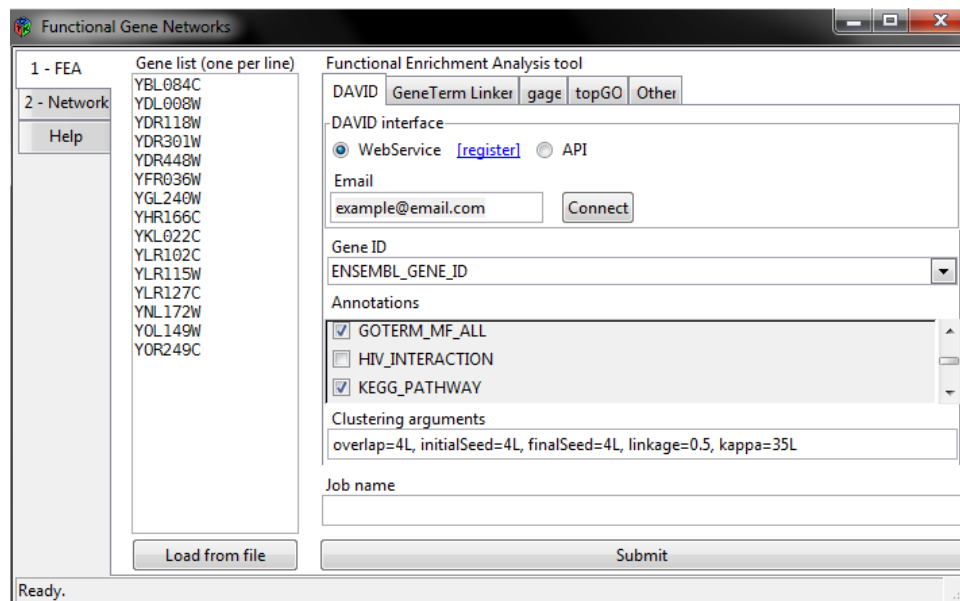 Functional Gene Networks
1 - FEA
2 - Network
Help
Gene list (one per line)
YBL084C
YDL008W
YDR118W
YDR301W
YDR448W
YFR036W
YGL240W
YHR166C
YKL022C
YLR102C
YLR115W
YLR127C
YNL172W
YOL149W
YOR249C
Load from file
Functional Enrichment Analysis tool
DAVID GeneTerm Linker gage topGO Other
DAVID interface
WebService [register] API
Email
example@email.com Connect
Gene ID
ENSEMBL_GENE_ID
Annotations
GOTERM_MF_ALL
HIV_INTERACTION
KEGG_PATHWAY
Clustering arguments
overlap=4L, initialSeed=4L, finalSeed=4L, linkage=0.5, kappa=35L
Job name
Submit
Ready.